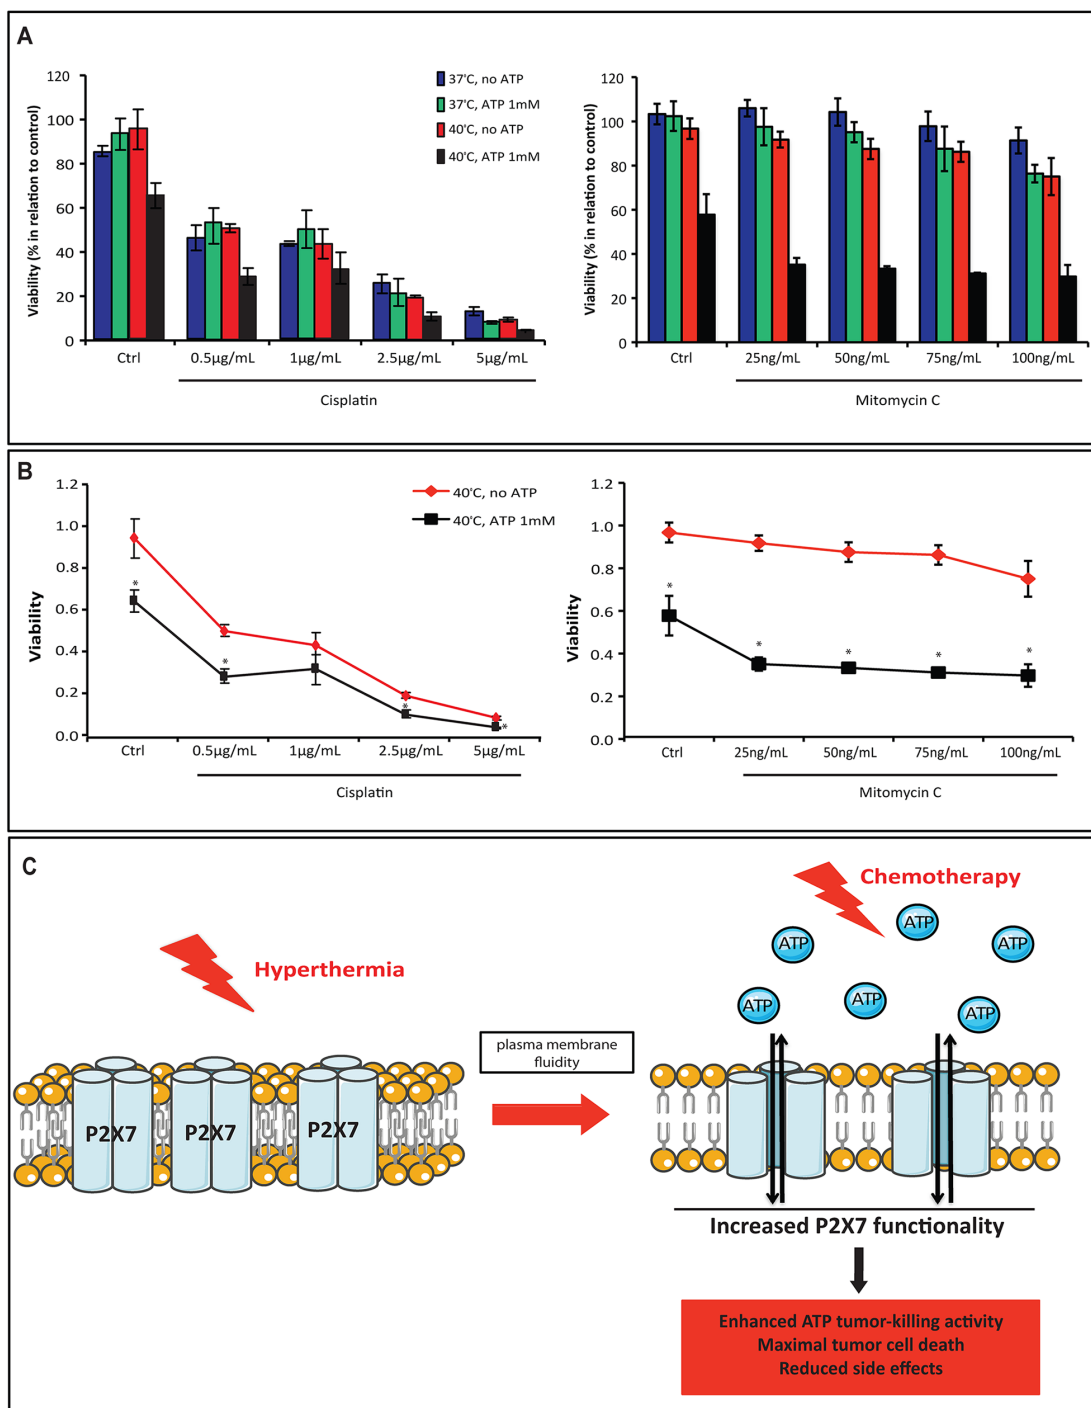 A
Viability (% in relation to control)
120
100
80
60
40
20
0
37°C, no ATP
37°C, ATP 1mM
40°C, no ATP
40°C, ATP 1mM
Ctrl
0.5µg/mL
1µg/mL
2.5µg/mL
5µg/mL
Cisplatin
Viability (% in relation to control)
120
100
80
60
40
20
0
Ctrl
25ng/mL
50ng/mL
75ng/mL
100ng/mL
Mitomycin C
B
Viability
1.2
1.0
0.8
0.6
0.4
0.2
0.0
40°C, no ATP
40°C, ATP 1mM
*
*
*
*
Ctrl
0.5µg/mL
1µg/mL
2.5µg/mL
5µg/mL
Cisplatin
Viability
1.2
1.0
0.8
0.6
0.4
0.2
0.0
*
*
*
*
*
Ctrl
25ng/mL
50ng/mL
75ng/mL
100ng/mL
Mitomycin C
C
Hyperthermia
P2X7
P2X7
P2X7
plasma membrane
fluidity
Chemotherapy
ATP
ATP
ATP
ATP
ATP
ATP
Increased P2X7 functionality
Enhanced ATP tumor-killing activity
Maximal tumor cell death
Reduced side effects